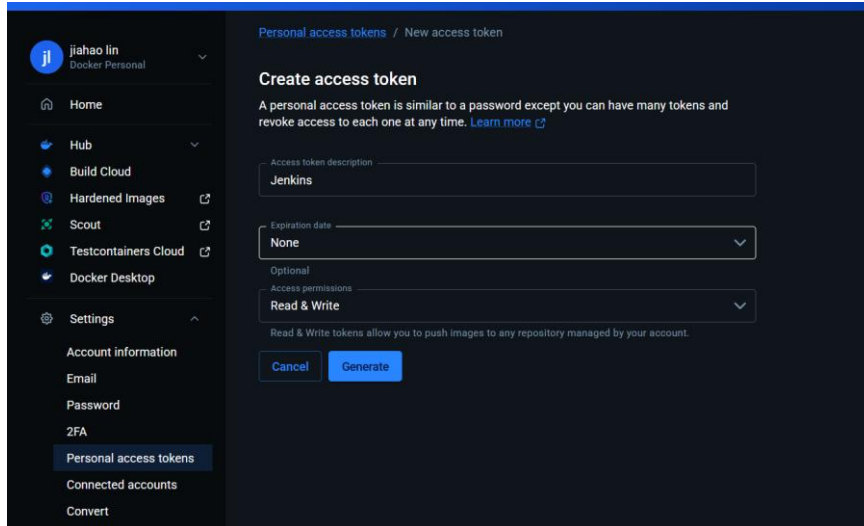 jl
jiahao lin
Docker Personal
Home
Hub
Build Cloud
Hardened Images
Scout
Testcontainers Cloud
Docker Desktop
Settings
Account information
Email
Password
2FA
Personal access tokens
Connected accounts
Convert
Personal access tokens / New access token
Create access token
A personal access token is similar to a password except you can have many tokens and
revoke access to each one at any time. Learn more
Access token description
Jenkins
Expiration date
None
Optional
Access permissions
Read & Write
Read & Write tokens allow you to push images to any repository managed by your account.
Cancel
Generate